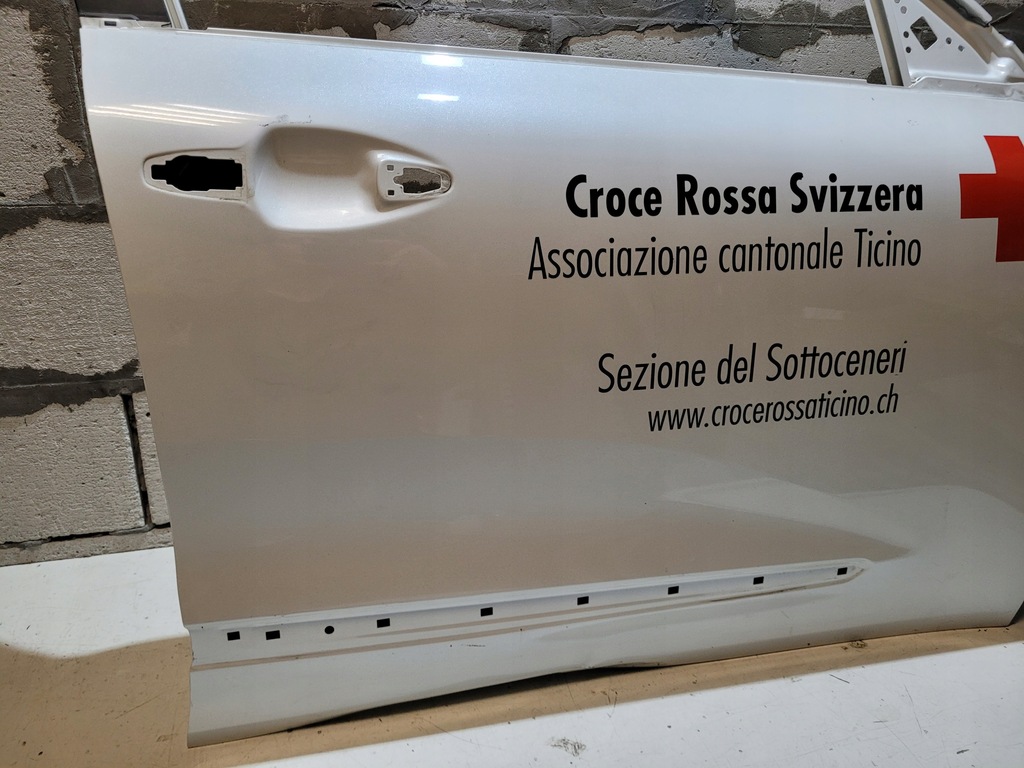 Croce Rossa Svizzera
Associazione cantonale Ticino
Sezione del Sottoceneri
www.crocerossaticino.ch